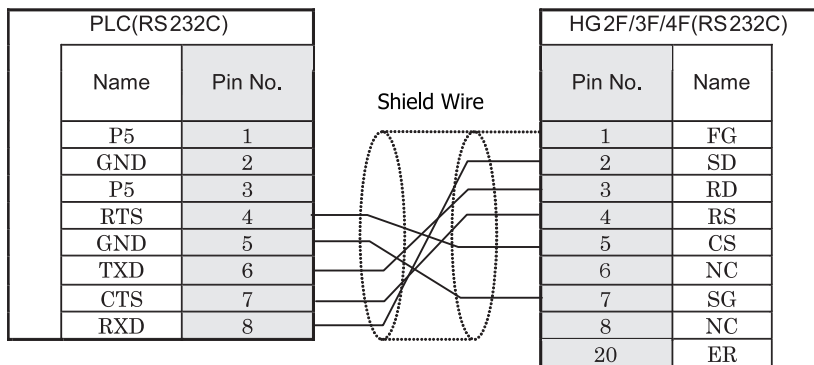 PLC(RS232C) HG2F/3F/4F(RS232C)
Name Pin No. Pin No. Name
Shield Wire
P5 1 1 FG
GND 2 2 SD
P5 3 3 RD
RTS 4 4 RS
GND 5 5 CS
TXD 6 6 NC
CTS 7 7 SG
RXD 8 8 NC
20 ER